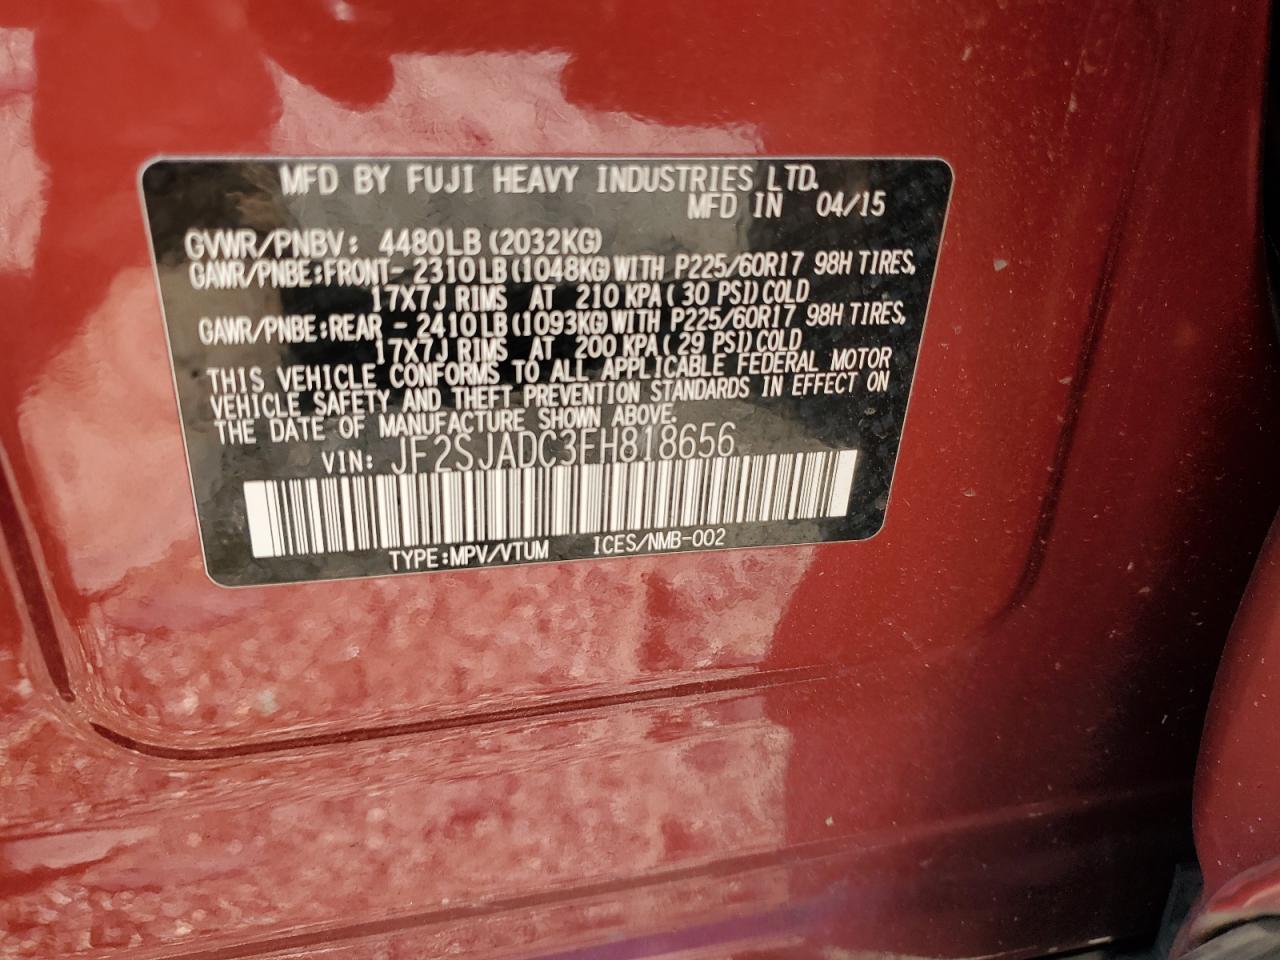 MFD BY FUJI HEAVY INDUSTRIES LTD.
MFD IN 04/15
GVWR/PNBV: 4480LB (2032KG)
GAWR/PNBE:FRONT- 2310LB (1048KG) WITH P225/60R17 98H TIRES,
17X7J RIMS AT 210 KPA ( 30 PSI) COLD
GAWR/PNBE:REAR - 2410LB (1093KG) WITH P225/60R17 98H TIRES,
17X7J RIMS AT 200 KPA ( 29 PSI) COLD
THIS VEHICLE CONFORMS TO ALL APPLICABLE FEDERAL MOTOR
VEHICLE SAFETY AND THEFT PREVENTION STANDARDS IN EFFECT ON
THE DATE OF MANUFACTURE SHOWN ABOVE.
VIN: JF2SJADC3FH818656
TYPE:MPV/VTUM ICES/NMB-002